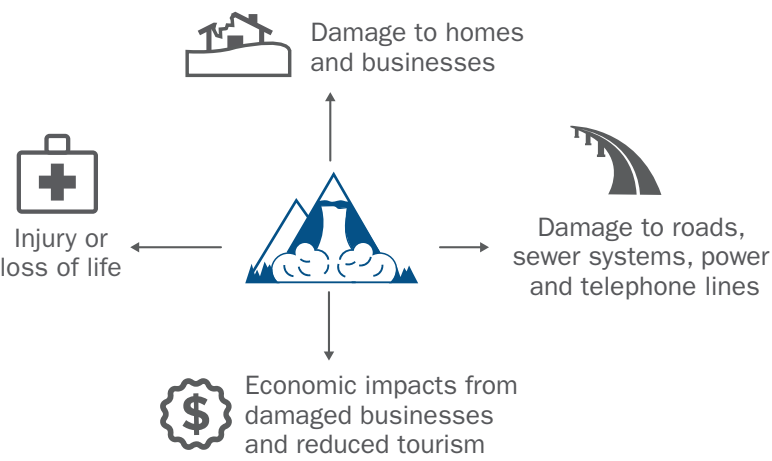 Damage to homes
and businesses
Injury or
loss of life
Damage to roads,
sewer systems, power
and telephone lines
$
Economic impacts from
damaged businesses
and reduced tourism